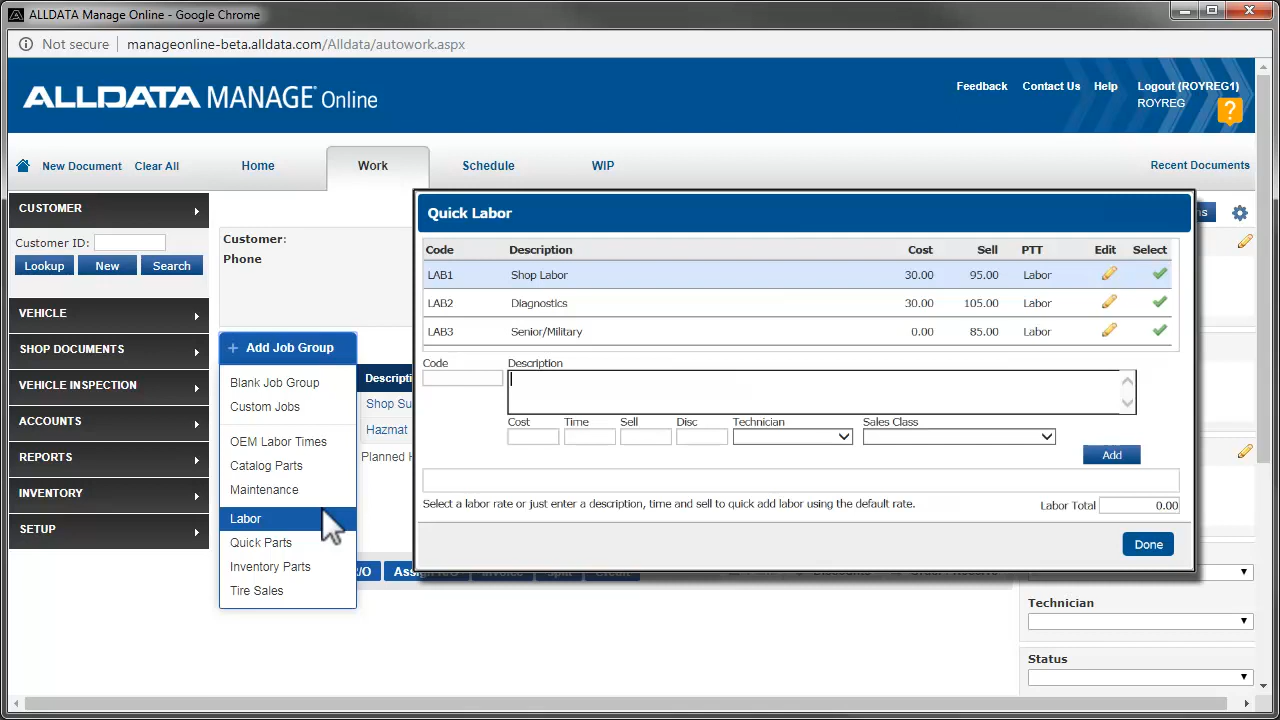 ALLDATA Manage Online - Google Chrome
Not secure manageonline-beta.alldata.com/Alldata/autowork.aspx
ALLDATA MANAGE® Online
Feedback Contact Us Help Logout (ROYREG1)
ROYREG
?
New Document Clear All Home Work Schedule WIP Recent Documents
CUSTOMER
Customer ID:
Lookup New Search
VEHICLE
SHOP DOCUMENTS
VEHICLE INSPECTION
ACCOUNTS
REPORTS
INVENTORY
SETUP
Customer:
Phone
+ Add Job Group
Blank Job Group
Custom Jobs
OEM Labor Times
Catalog Parts
Maintenance
Labor
Quick Parts
Inventory Parts
Tire Sales
Descripti
Shop Su
Hazmat
Planned H
Quick Labor
Code Description Cost Sell PTT Edit Select
LAB1 Shop Labor 30.00 95.00 Labor
LAB2 Diagnostics 30.00 105.00 Labor
LAB3 Senior/Military 0.00 85.00 Labor
Code Description
Cost Time Sell Disc Technician Sales Class
Add
Select a labor rate or just enter a description, time and sell to quick add labor using the default rate. Labor Total 0.00
Done
Technician
Status